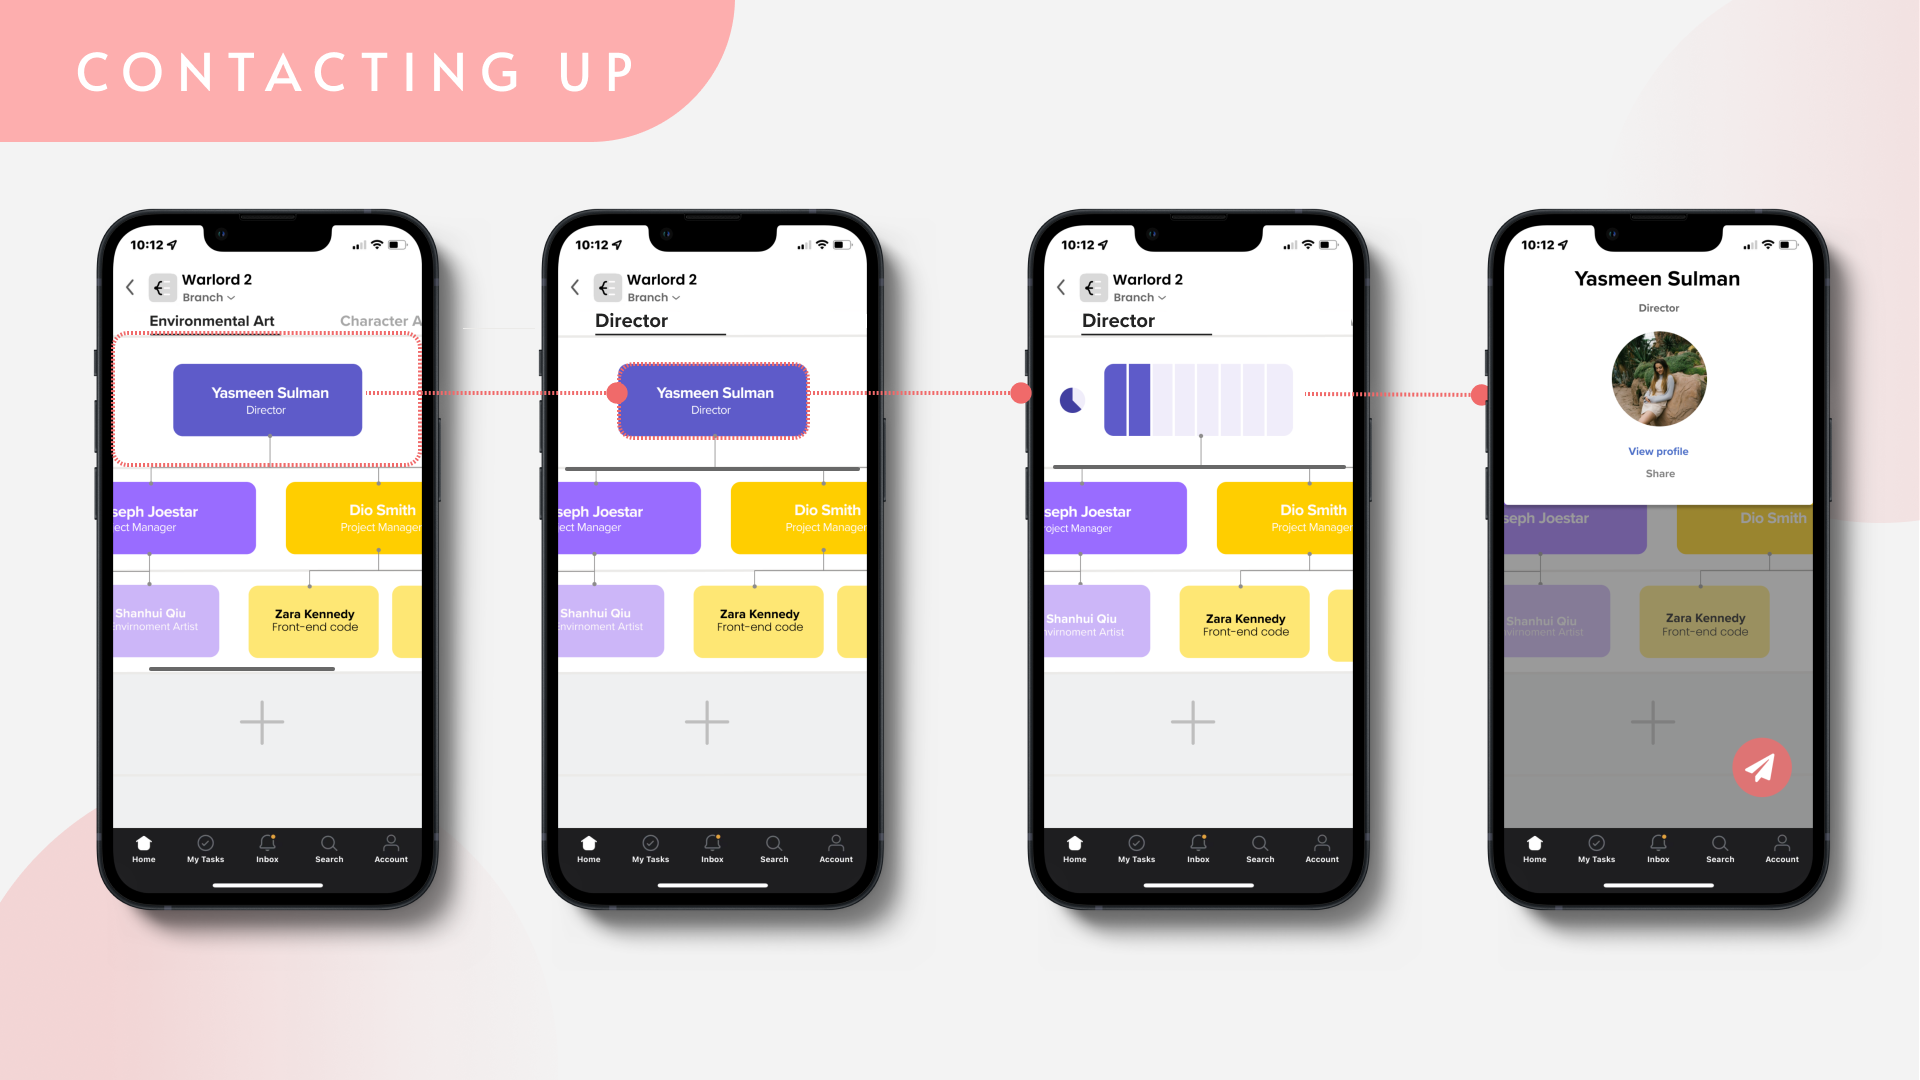 CONTACTING UP
10:12
Warlord 2
Branch
Environmental Art
Character A
Yasmeen Sulman
Director
seph Joestar
ect Manager
Dio Smith
Project Manager
Shanhui Qiu
nvirnoment Artist
Zara Kennedy
Front-end code
Home
My Tasks
Inbox
Search
Account
10:12
Warlord 2
Branch
Director
Yasmeen Sulman
Director
seph Joestar
ect Manager
Dio Smith
Project Manager
Shanhui Qiu
nvirnoment Artist
Zara Kennedy
Front-end code
Home
My Tasks
Inbox
Search
Account
10:12
Warlord 2
Branch
Director
seph Joestar
oject Manager
Dio Smith
Project Manager
Shanhui Qiu
nvirnoment Artist
Zara Kennedy
Front-end code
Home
My Tasks
Inbox
Search
Account
10:12
Yasmeen Sulman
Director
View profile
Share
seph Joestar
Dio Smith
Shanhui Qiu
nvirnoment Artist
Zara Kennedy
Front-end code
Home
My Tasks
Inbox
Search
Account